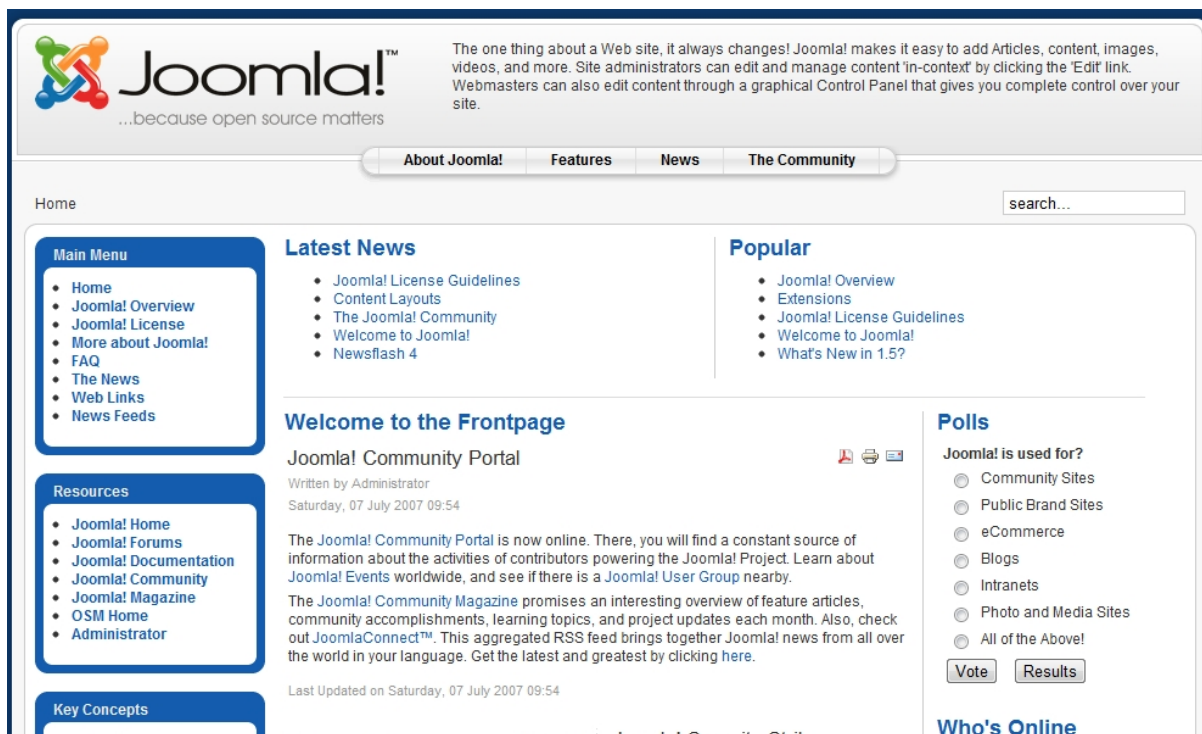 Joomla!™
...because open source matters
The one thing about a Web site, it always changes! Joomla! makes it easy to add Articles, content, images,
videos, and more. Site administrators can edit and manage content 'in-context' by clicking the 'Edit' link.
Webmasters can also edit content through a graphical Control Panel that gives you complete control over your
site.
About Joomla! Features News The Community
Home
search...
Main Menu
Home
Joomla! Overview
Joomla! License
More about Joomla!
FAQ
The News
Web Links
News Feeds
Resources
Joomla! Home
Joomla! Forums
Joomla! Documentation
Joomla! Community
Joomla! Magazine
OSM Home
Administrator
Key Concepts
Latest News
Joomla! License Guidelines
Content Layouts
The Joomla! Community
Welcome to Joomla!
Newsflash 4
Popular
Joomla! Overview
Extensions
Joomla! License Guidelines
Welcome to Joomla!
What's New in 1.5?
Welcome to the Frontpage
Joomla! Community Portal
Written by Administrator
Saturday, 07 July 2007 09:54
The Joomla! Community Portal is now online. There, you will find a constant source of
information about the activities of contributors powering the Joomla! Project. Learn about
Joomla! Events worldwide, and see if there is a Joomla! User Group nearby.
The Joomla! Community Magazine promises an interesting overview of feature articles,
community accomplishments, learning topics, and project updates each month. Also, check
out JoomlaConnect™. This aggregated RSS feed brings together Joomla! news from all over
the world in your language. Get the latest and greatest by clicking here.
Last Updated on Saturday, 07 July 2007 09:54
Polls
Joomla! is used for?
Community Sites
Public Brand Sites
eCommerce
Blogs
Intranets
Photo and Media Sites
All of the Above!
Vote Results
Who's Online